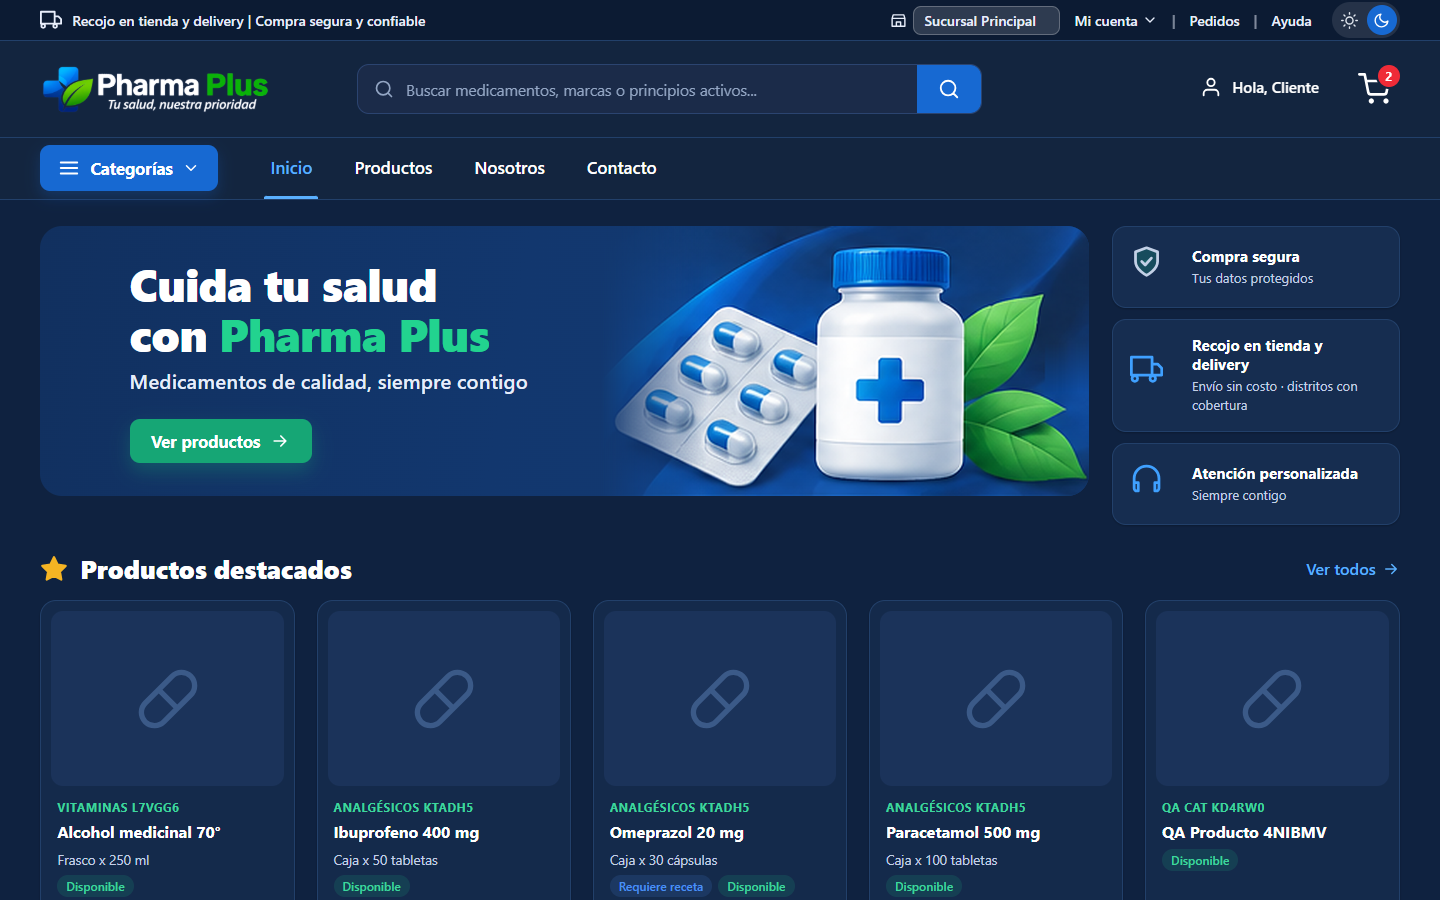 Recojo en tienda y delivery | Compra segura y confiable
Sucursal Principal
Mi cuenta
|
Pedidos
|
Ayuda
Pharma Plus
Tu salud, nuestra prioridad
Buscar medicamentos, marcas o principios activos...
Hola, Cliente
2
Categorías
Inicio
Productos
Nosotros
Contacto
Cuida tu salud
con Pharma Plus
Medicamentos de calidad, siempre contigo
Ver productos
Compra segura
Tus datos protegidos
Recojo en tienda y
delivery
Envío sin costo · distritos con
cobertura
Atención personalizada
Siempre contigo
Productos destacados
Ver todos
VITAMINAS L7VGG6
Alcohol medicinal 70°
Frasco x 250 ml
Disponible
ANALGÉSICOS KTADH5
Ibuprofeno 400 mg
Caja x 50 tabletas
Disponible
ANALGÉSICOS KTADH5
Omeprazol 20 mg
Caja x 30 cápsulas
Requiere receta
Disponible
ANALGÉSICOS KTADH5
Paracetamol 500 mg
Caja x 100 tabletas
Disponible
QA CAT KD4RW0
QA Producto 4NIBMV
Disponible